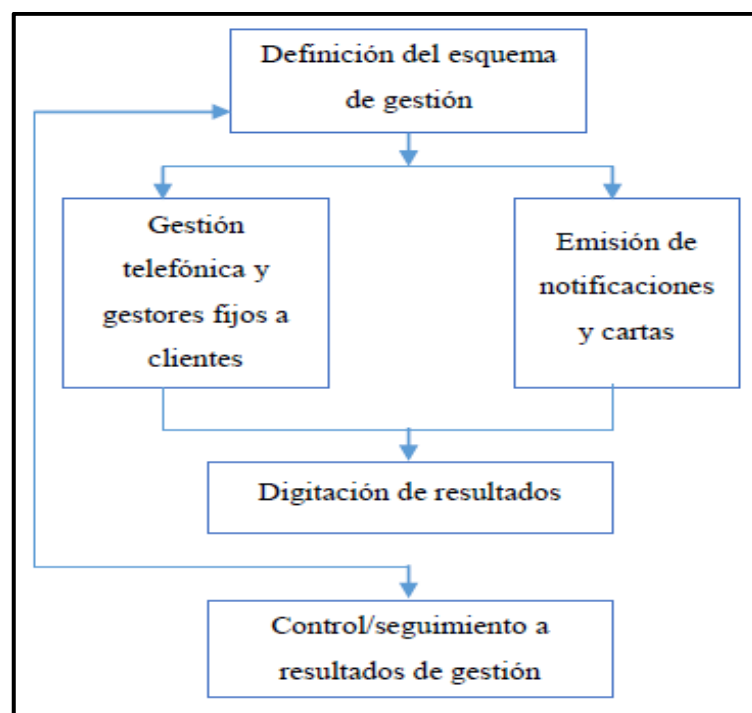 Definición del esquema
de gestión
Gestión
telefónica y
gestores fijos a
clientes
Emisión de
notificaciones
y cartas
Digitación de resultados
Control/seguimiento a
resultados de gestión